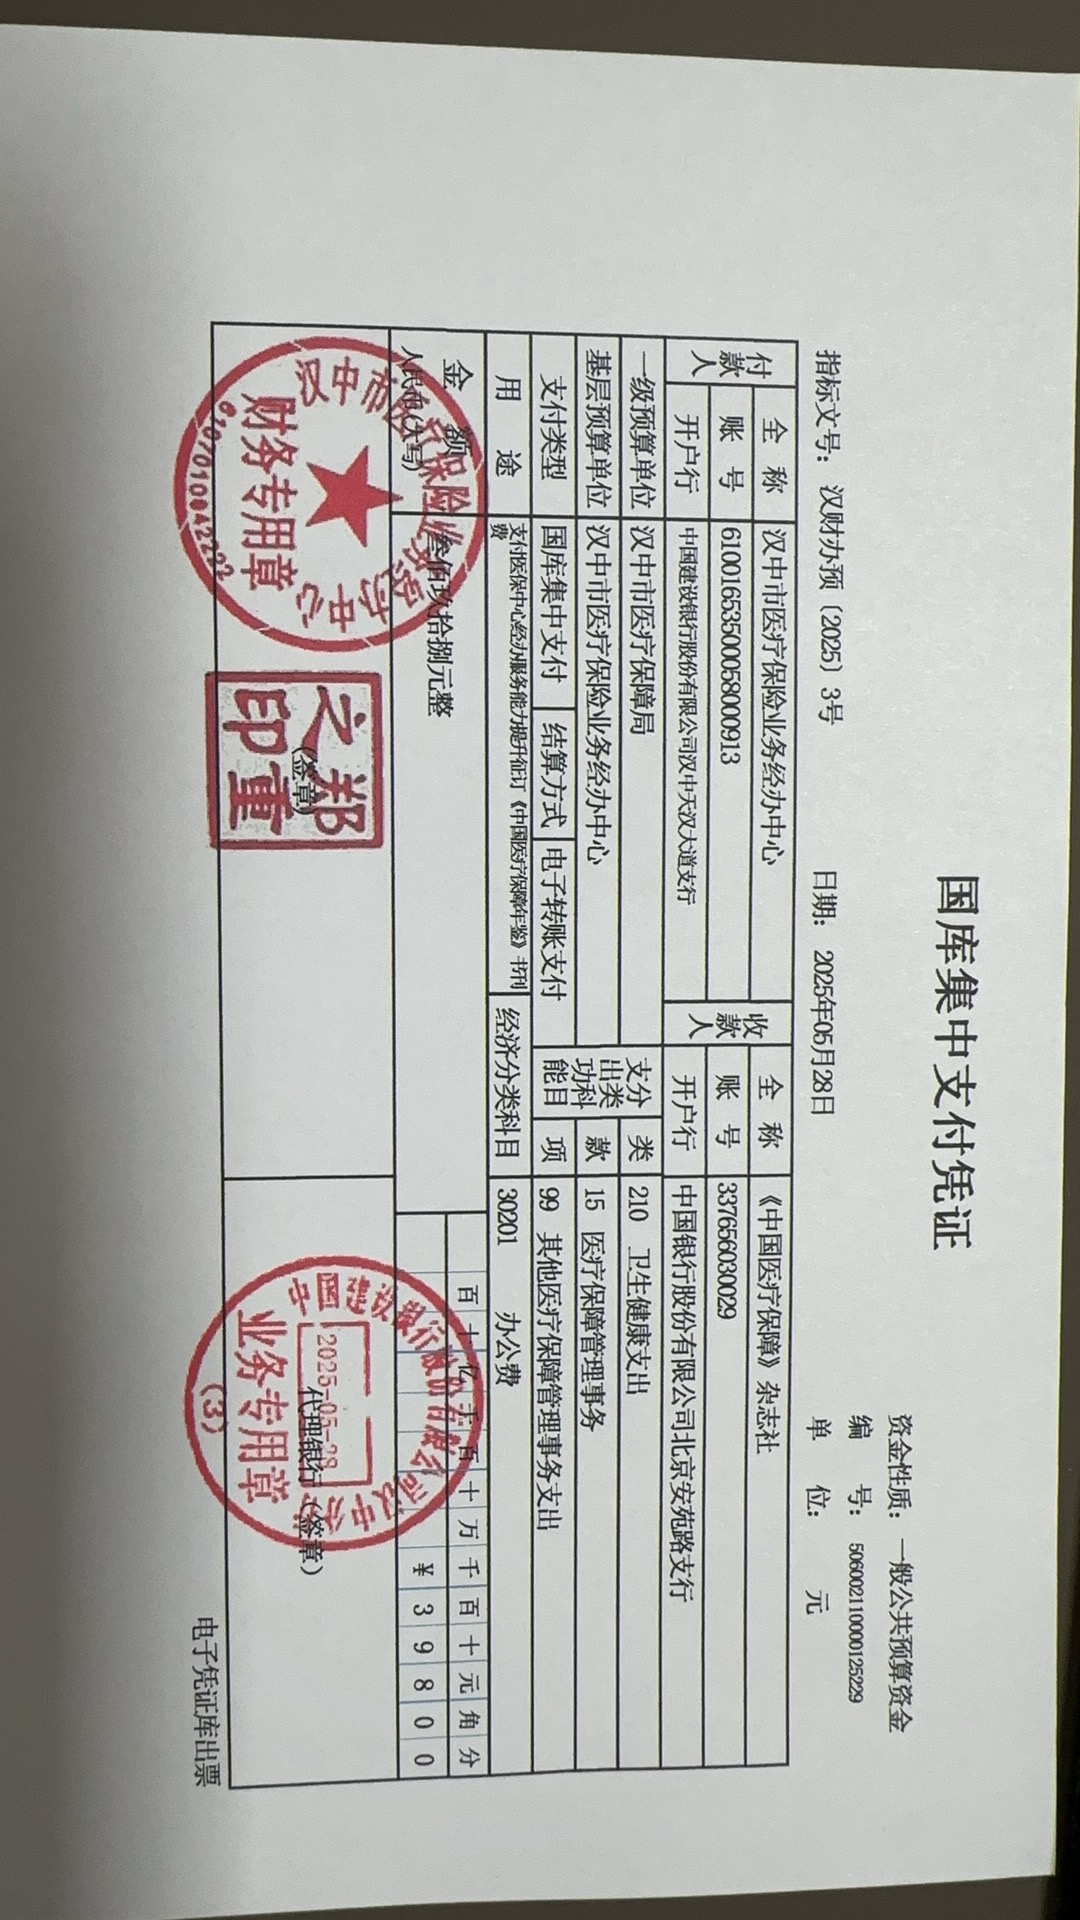 国库集中支付凭证
资金性质： 一般公共预算资金
编 号： 5060021100001252​29
指标文号： 汉财办预〔2025〕3号 日期： 2025年05月28日 单 位： 元
付款人 全 称 汉中市医疗保险业务经办中心 收款人 全 称 《中国医疗保障》杂志社
账 号 61001653500058000913 账 号 337656030029
开户行 中国建设银行股份有限公司汉中天汉大道支行 开户行 中国银行股份有限公司北京安苑路支行
一级预算单位 汉中市医疗保障局 支出功能分类科目 类 210 卫生健康支出
基层预算单位 汉中市医疗保险业务经办中心 款 15 医疗保障管理事务
支付类型 国库集中支付 结算方式 电子转账支付 项 99 其他医疗保障管理事务支出
用 途 支付医保中心经办服务能力提升征订《中国医疗保障年鉴》书刊费 经济分类科目 30201 办公费
金 额
人民币(大写) 叁佰玖拾捌元整
百 十 亿 千 百 十 万 千 百 十 元 角 分
¥ 3 9 8 0 0
汉中市医疗保险业务经办中心
财务专用章
郑重之印
(签章)
中国建设银行股份有限公司汉中分
2025-05-28
代理银行（签章）
业务专用章
(3)
电子凭证库出票